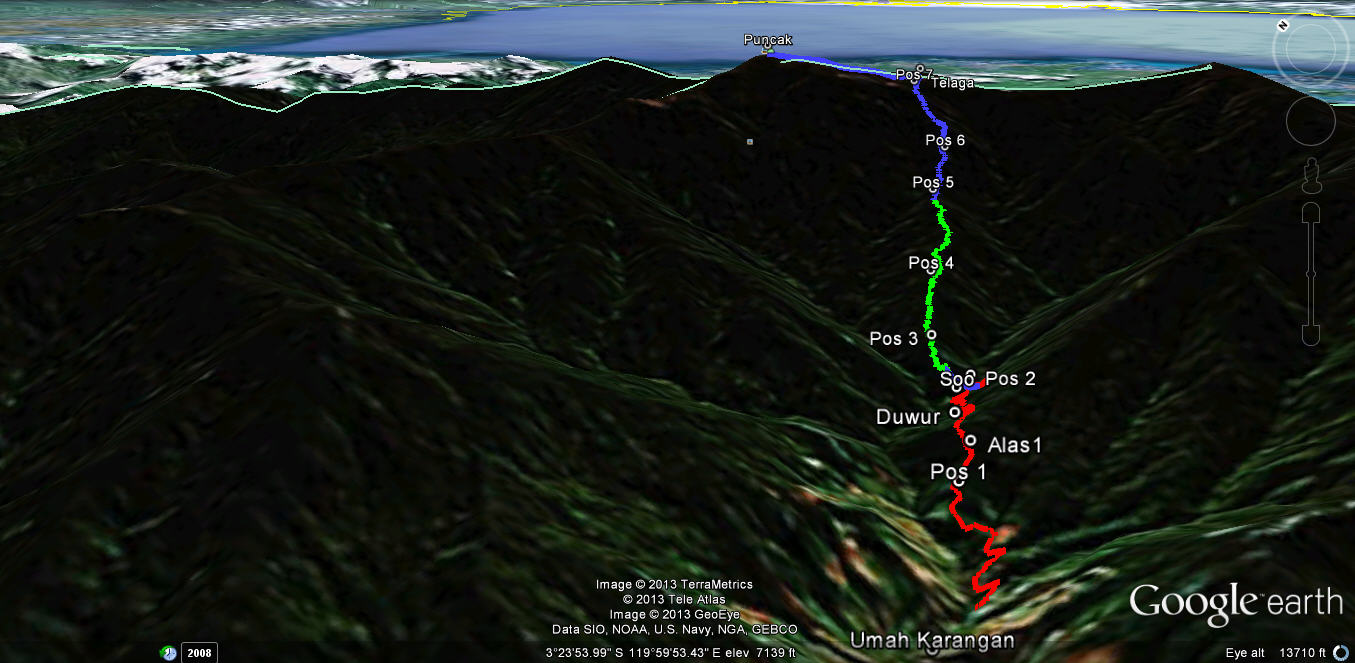 Puncak
Pos 7
Telaga
Pos 6
Pos 5
Pos 4
Pos 3
Pos 2
Duwur
Alas1
Pos 1
Umah Karangan
Image © 2013 TerraMetrics
© 2013 Tele Atlas
Image © 2013 GeoEye
Data SIO, NOAA, U.S. Navy, NGA, GEBCO
Google earth
2008
3°23'53.99" S 119°59'53.43" E elev 7139 ft
Eye alt 13710 ft
N